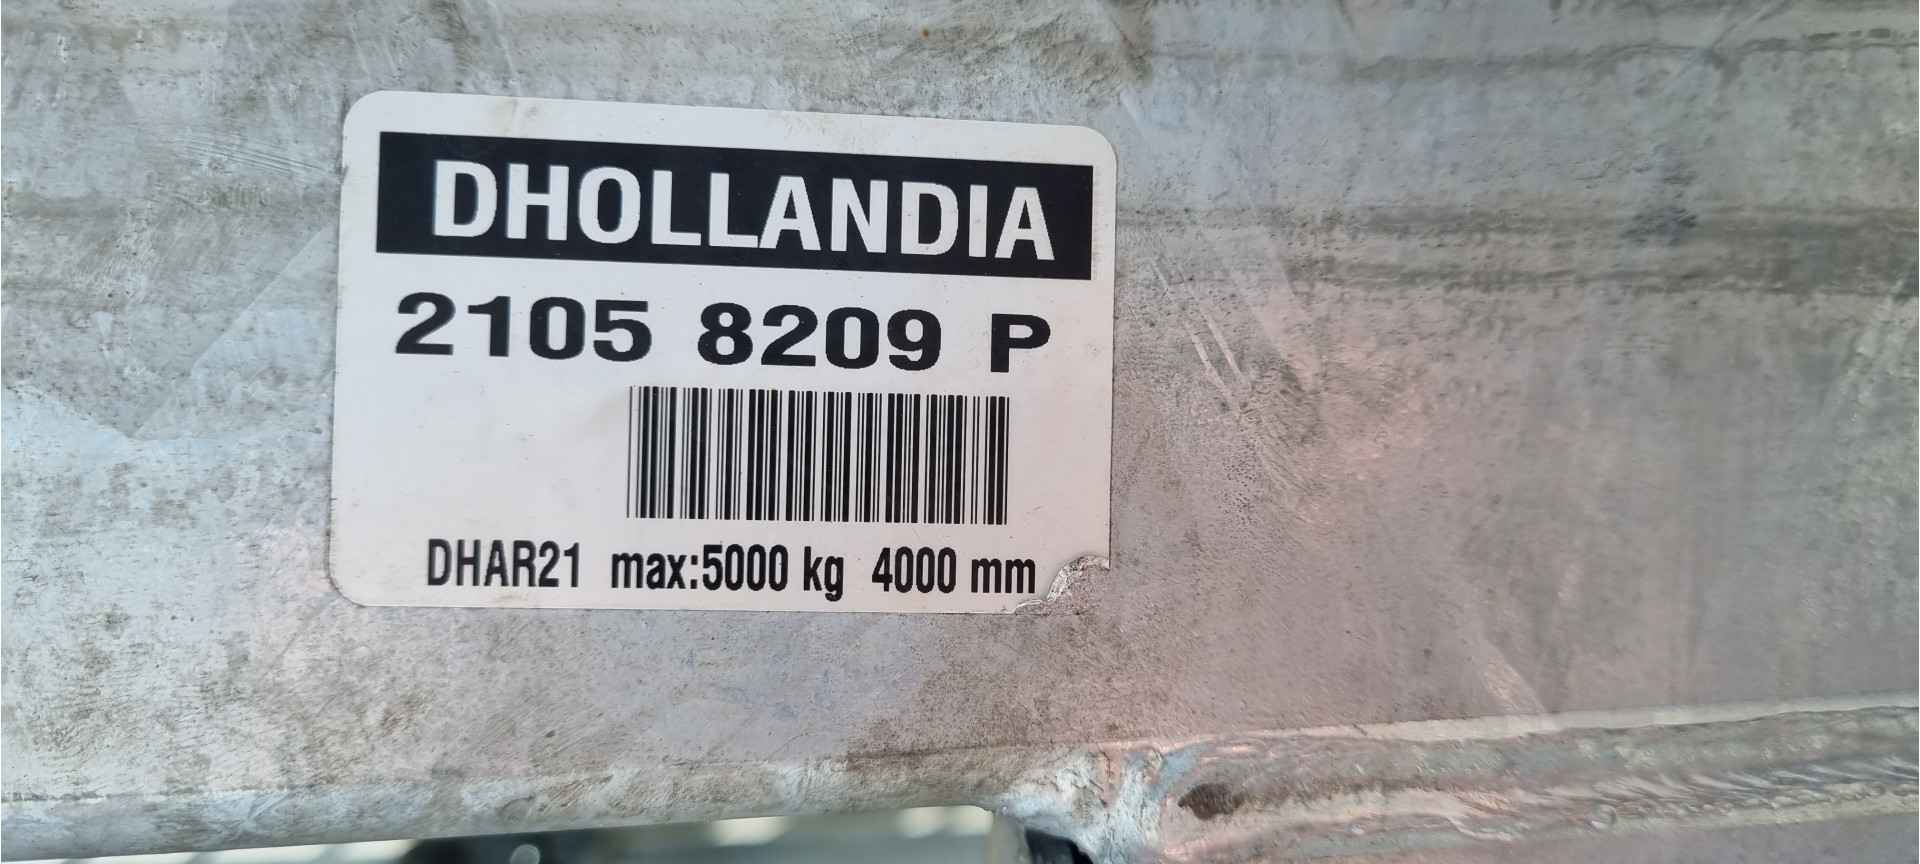 DHOLLANDIA
2105 8209 P
DHAR21 max:5000 kg 4000 mm